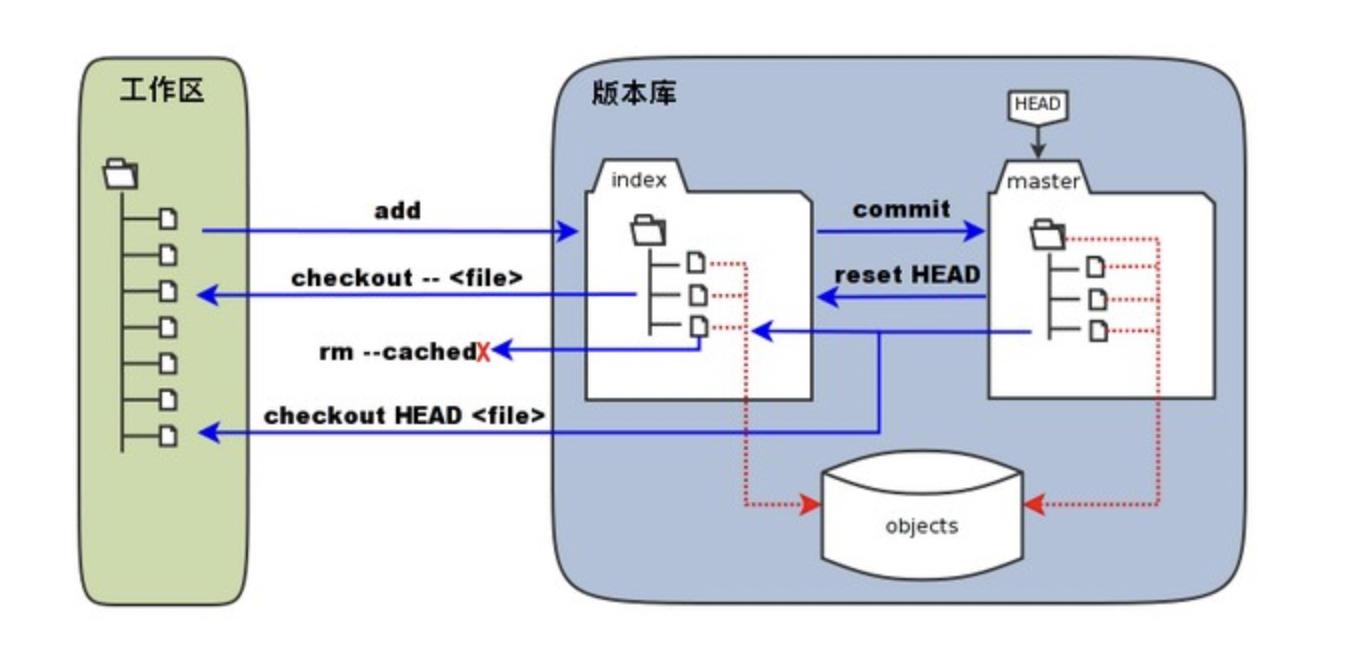 工作区
版本库
HEAD
index
master
add
commit
checkout -- <file>
reset HEAD
rm --cachedX
checkout HEAD <file>
objects